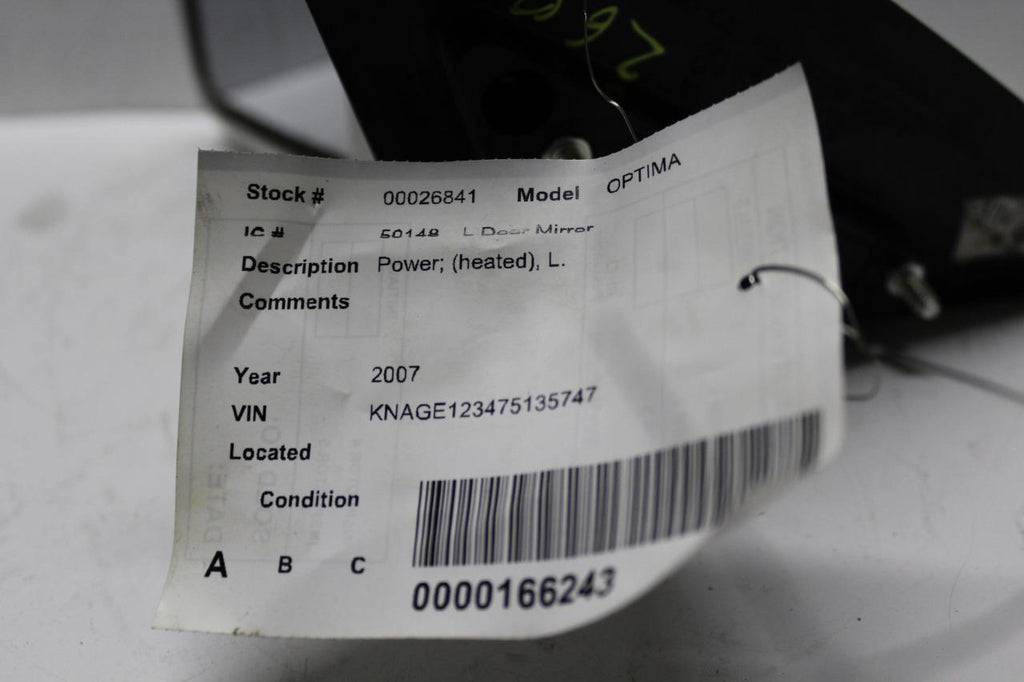 Stock # 00026841 Model OPTIMA
IC # 50148 L Door Mirror
Description Power; (heated), L.
Comments
Year 2007
VIN KNAGE123475135747
Located
Condition
A B C
0000166243